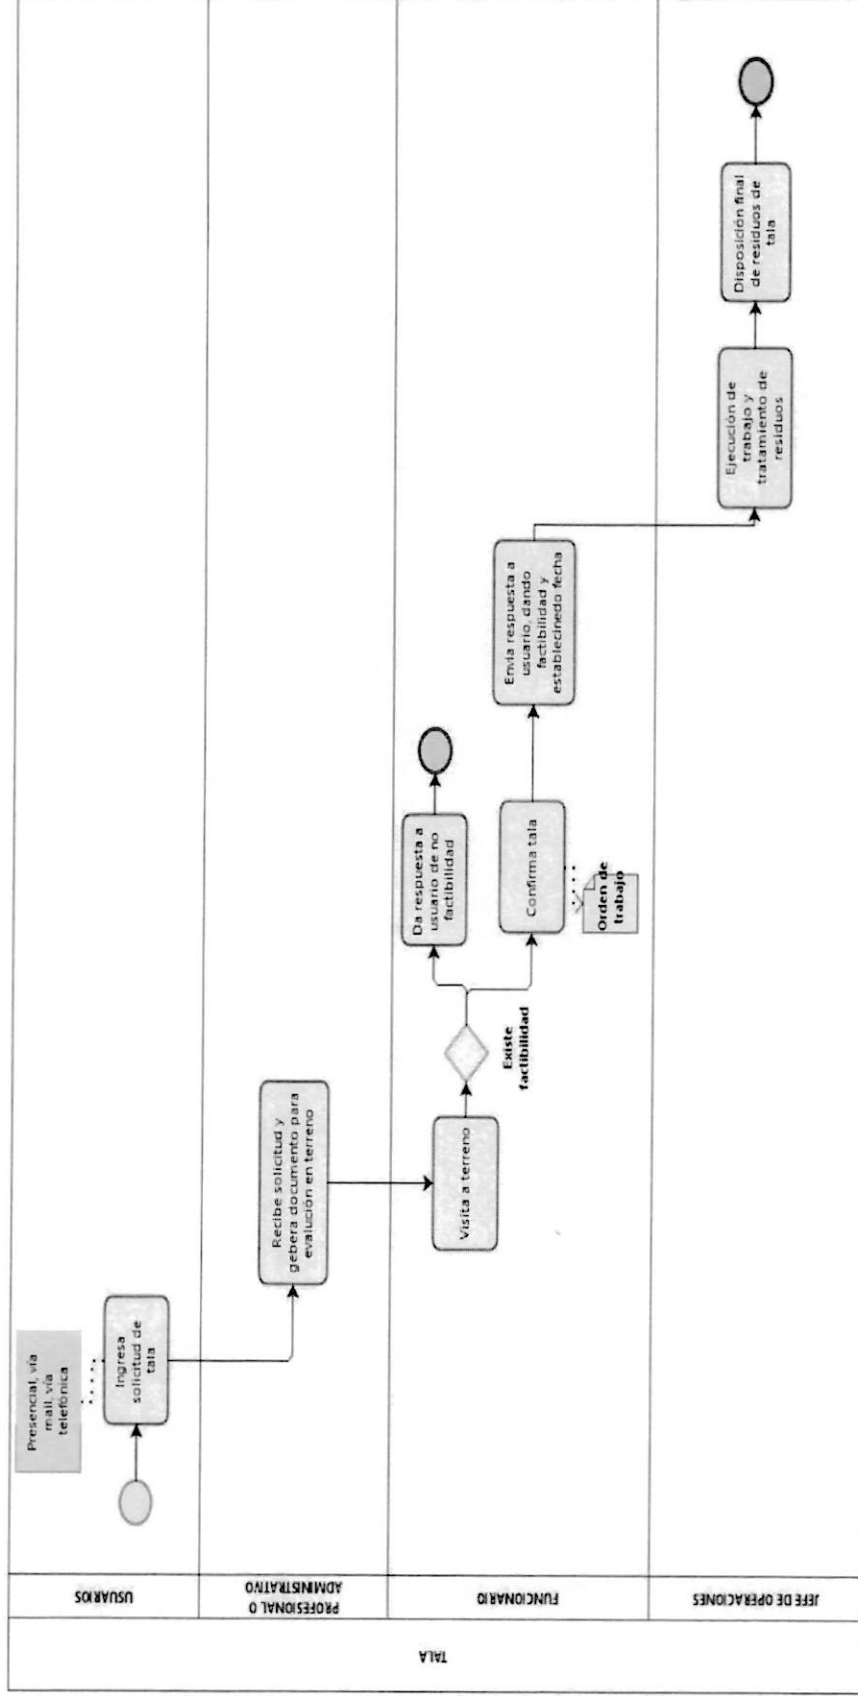 TALA
USUARIOS
Presencial, vía
mail, vía
telefónica
Ingresa
solicitud de
tala
PROFESIONAL O
ADMINISTRATIVO
Recibe solicitud y
gebera documento para
evalución en terreno
FUNCIONARIO
Visita a terreno
Existe
factibilidad
Da respuesta a
usuario de no
factibilidad
Confirma tala
Orden de
trabajo
Envia respuesta a
usuario, dando
factibilidad y
establecinedo fecha
JEFE DE OPERACIONES
Ejecución de
trabajo y
tratamiento de
residuos
Disposición final
de residuos de
tala